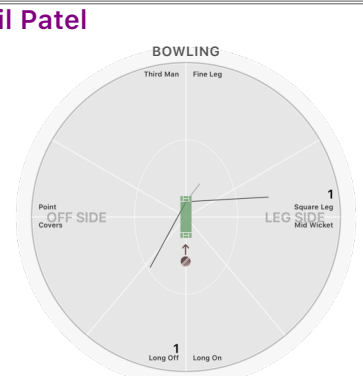 il Patel
BOWLING
Third Man
Fine Leg
1
Point
Square Leg
OFF SIDE
LEG SIDE
Covers
Mid Wicket
1
Long Off
Long On